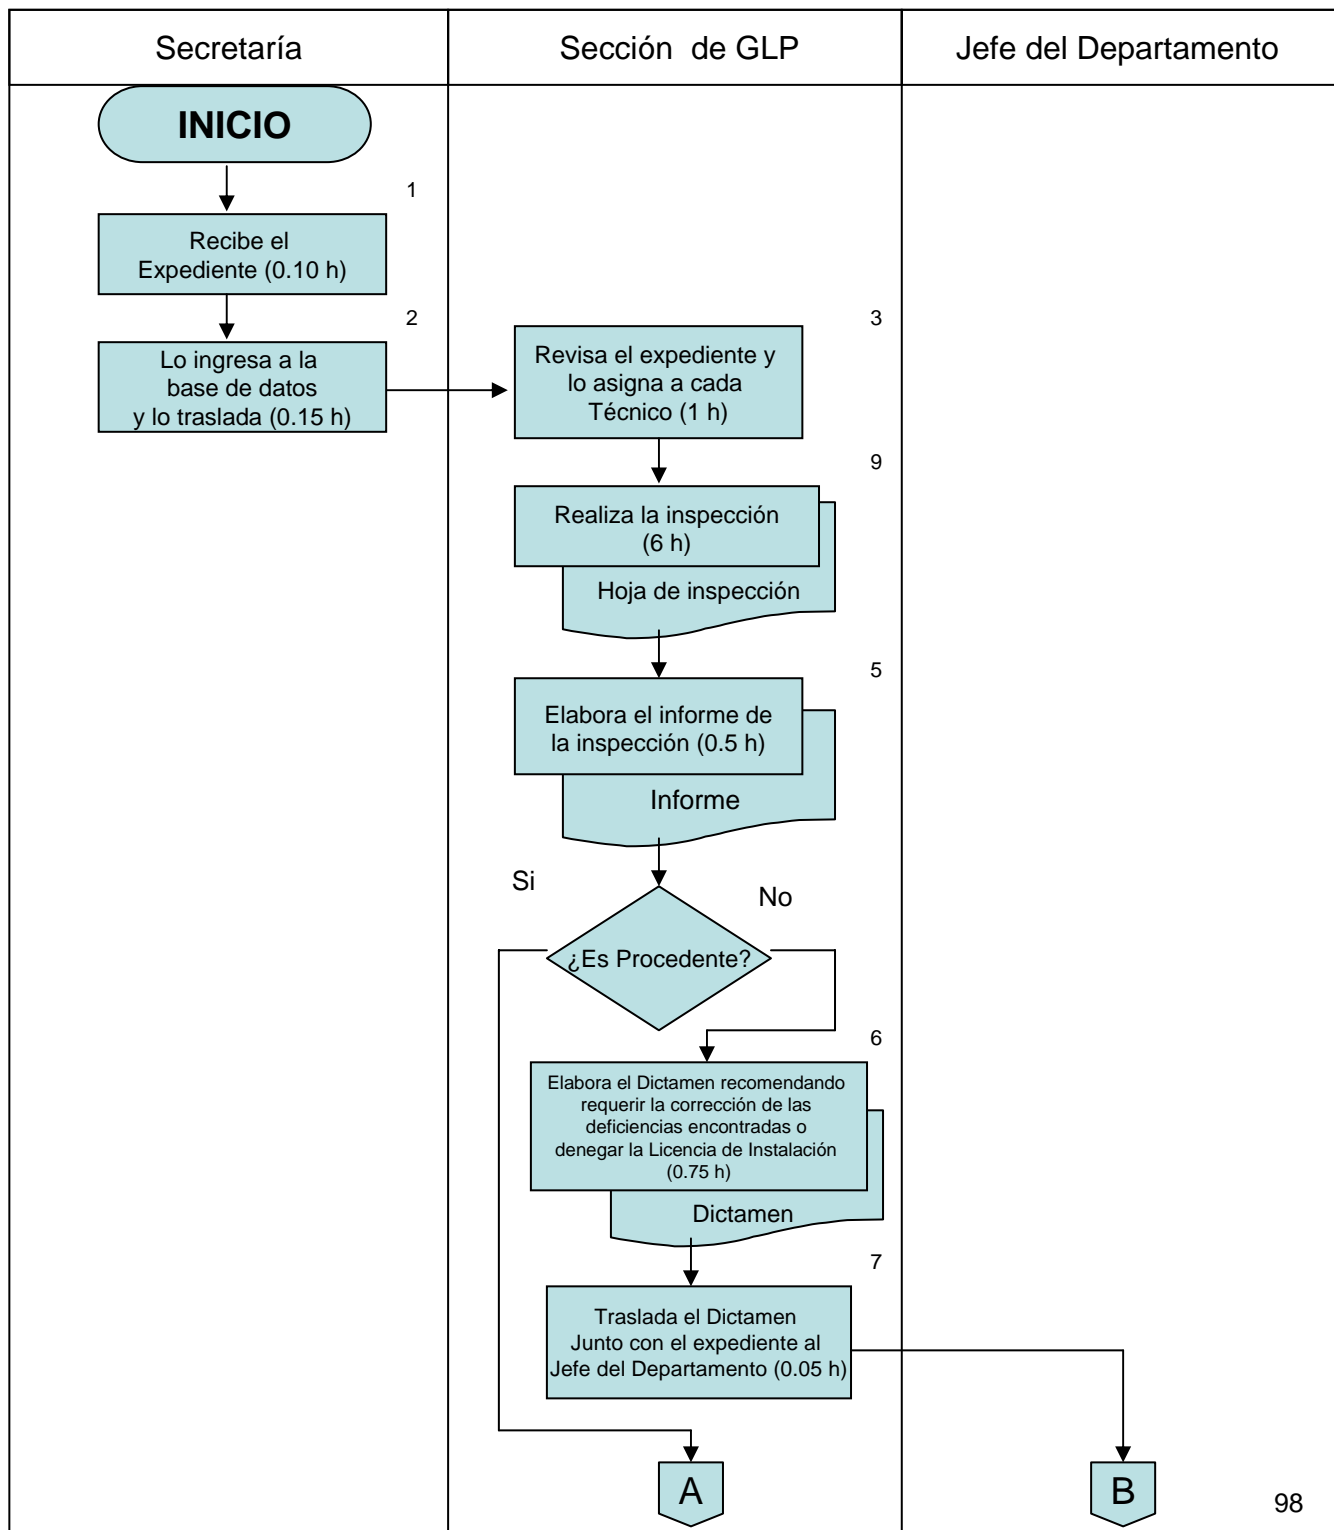 Secretaría
Sección de GLP
Jefe del Departamento
INICIO
1
Recibe el
Expediente (0.10 h)
2
Lo ingresa a la
base de datos
y lo traslada (0.15 h)
3
Revisa el expediente y
lo asigna a cada
Técnico (1 h)
9
Realiza la inspección
(6 h)
Hoja de inspección
5
Elabora el informe de
la inspección (0.5 h)
Informe
Si
No
¿Es Procedente?
6
Elabora el Dictamen recomendando
requerir la corrección de las
deficiencias encontradas o
denegar la Licencia de Instalación
(0.75 h)
Dictamen
7
Traslada el Dictamen
Junto con el expediente al
Jefe del Departamento (0.05 h)
A
B
98